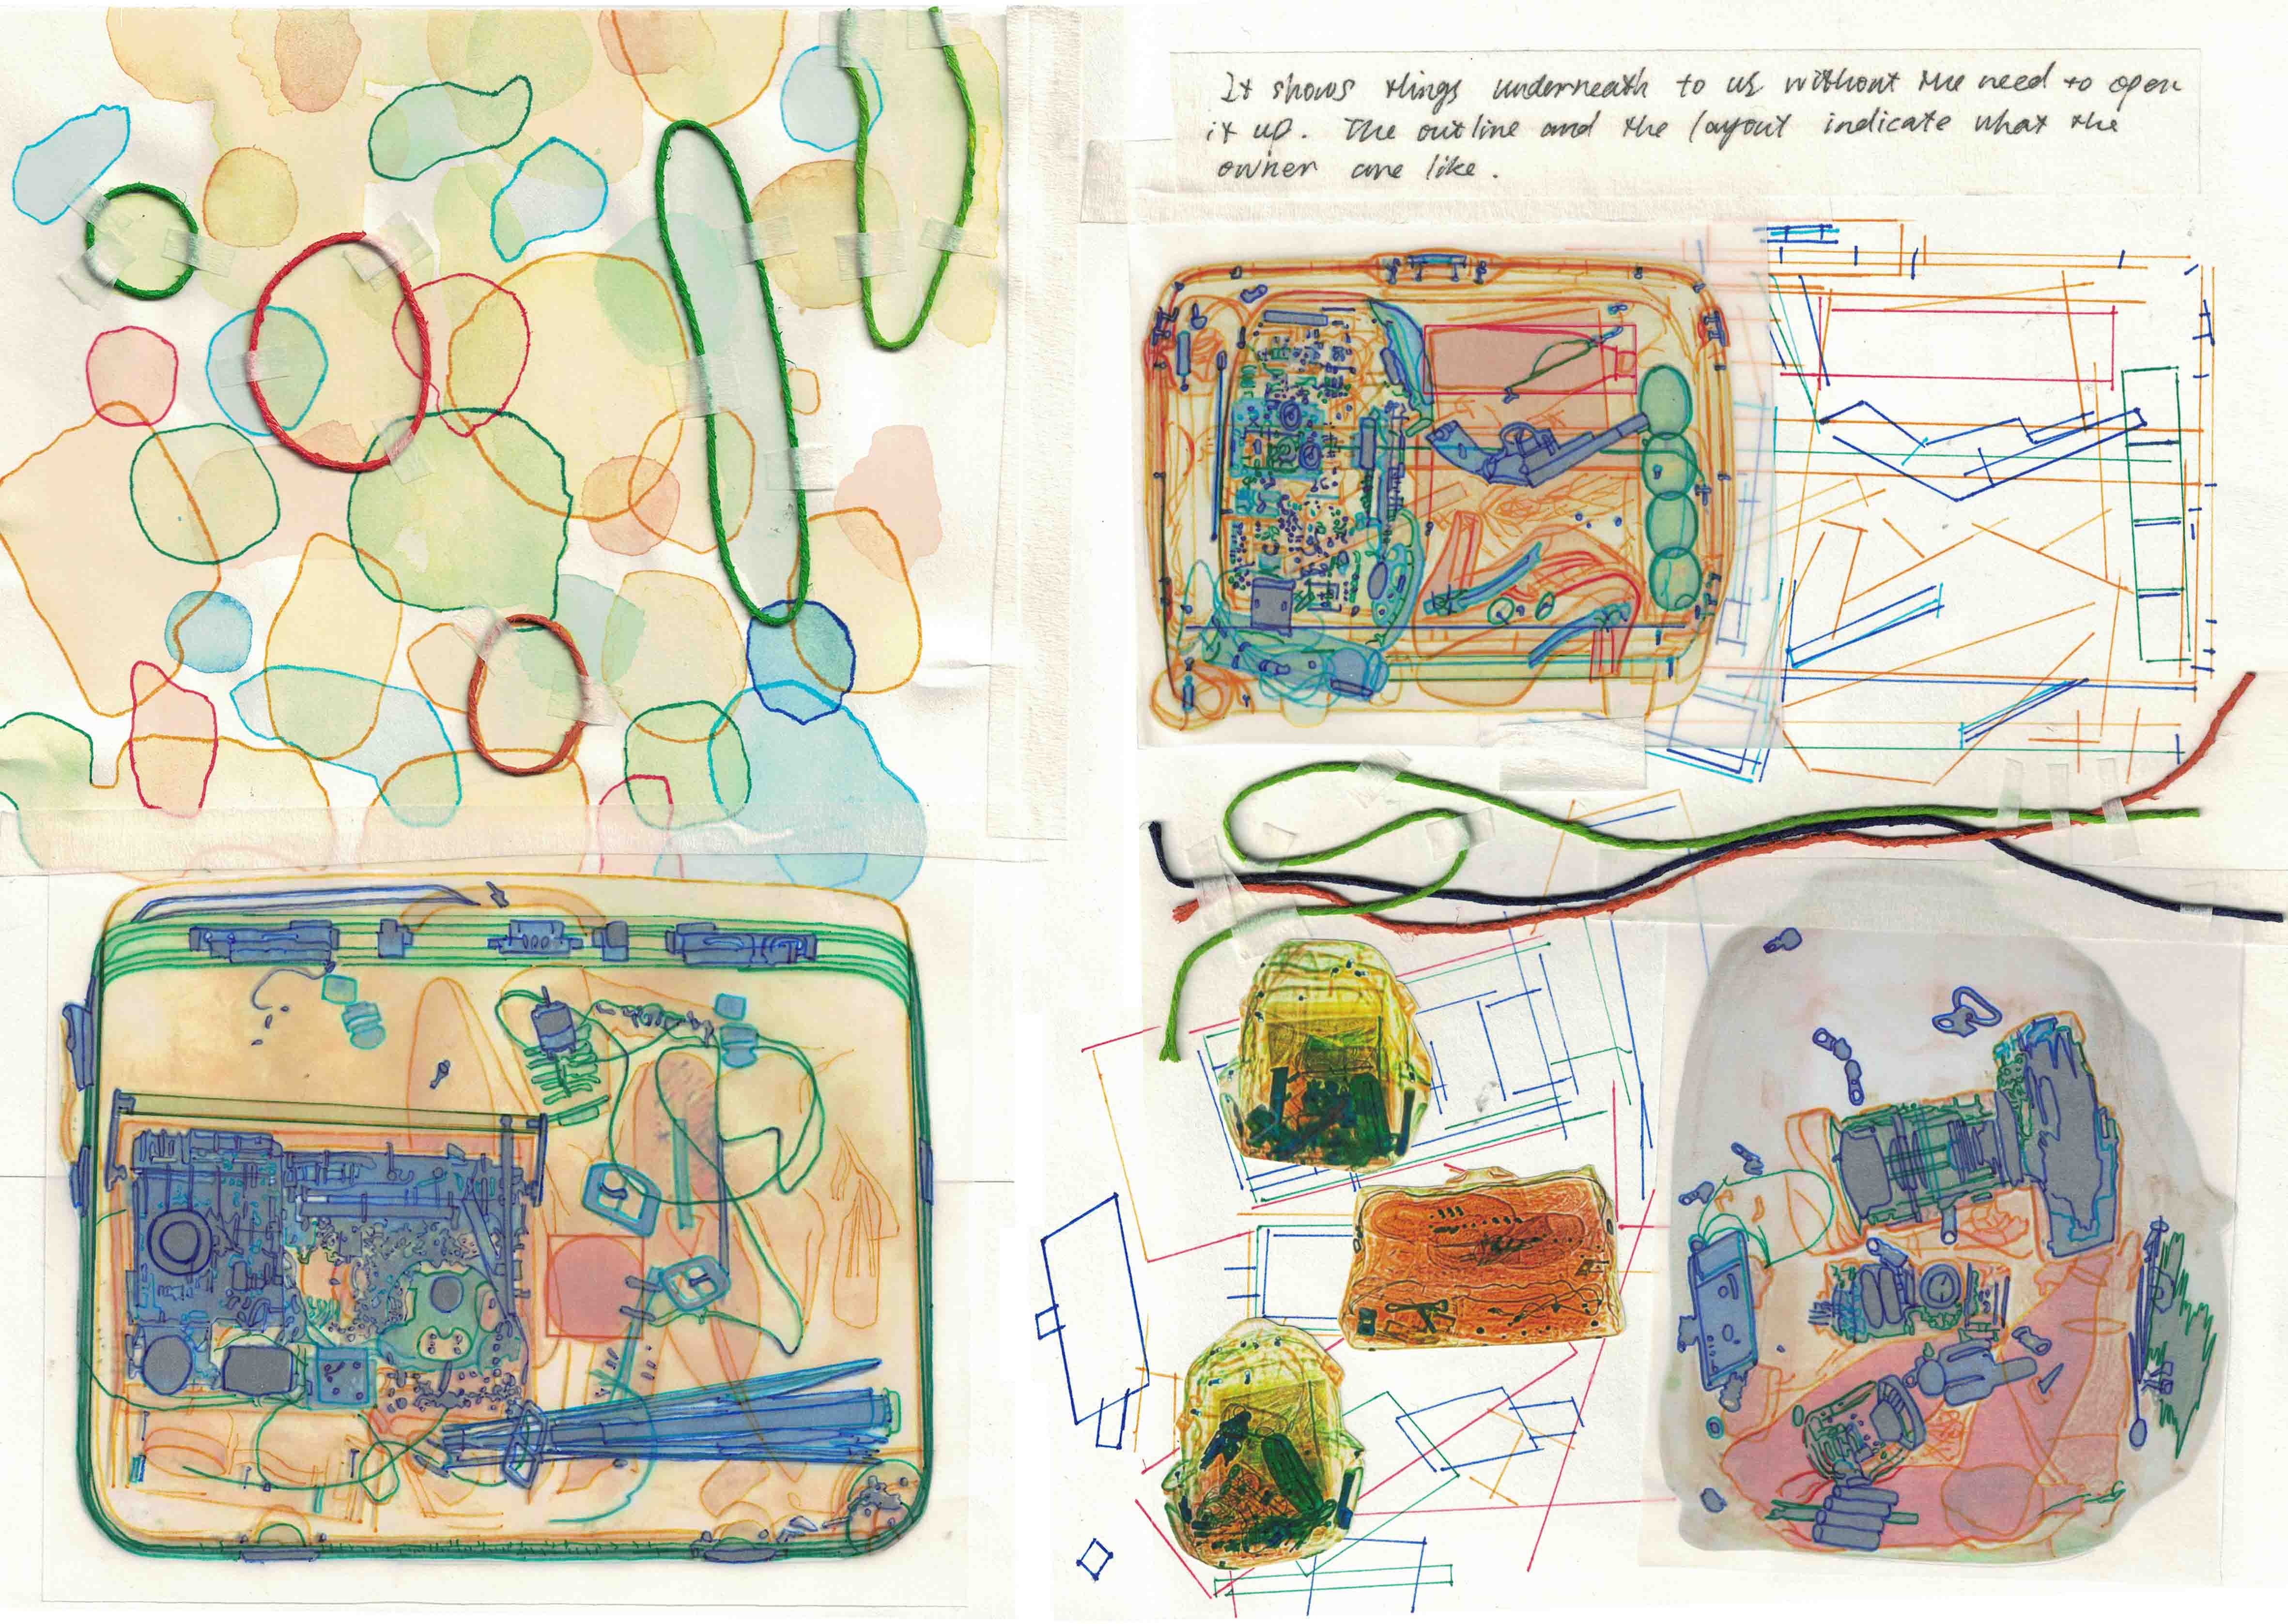 It shows things underneath to us without the need to open
it up. The outline and the layout indicate what the
owner are like.